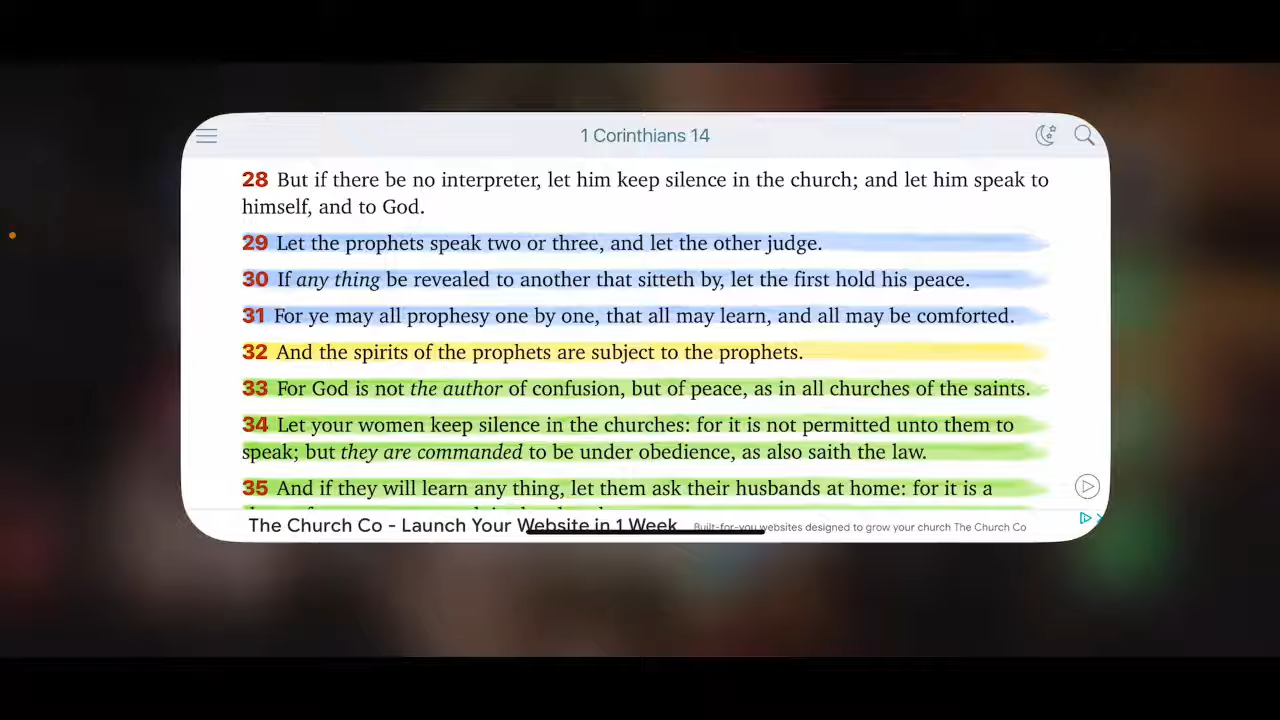 1 Corinthians 14
28 But if there be no interpreter, let him keep silence in the church; and let him speak to
himself, and to God.
29 Let the prophets speak two or three, and let the other judge.
30 If any thing be revealed to another that sitteth by, let the first hold his peace.
31 For ye may all prophesy one by one, that all may learn, and all may be comforted.
32 And the spirits of the prophets are subject to the prophets.
33 For God is not the author of confusion, but of peace, as in all churches of the saints.
34 Let your women keep silence in the churches: for it is not permitted unto them to
speak; but they are commanded to be under obedience, as also saith the law.
35 And if they will learn any thing, let them ask their husbands at home: for it is a
The Church Co - Launch Your Website in 1 Week Built-for-you websites designed to grow your church The Church Co